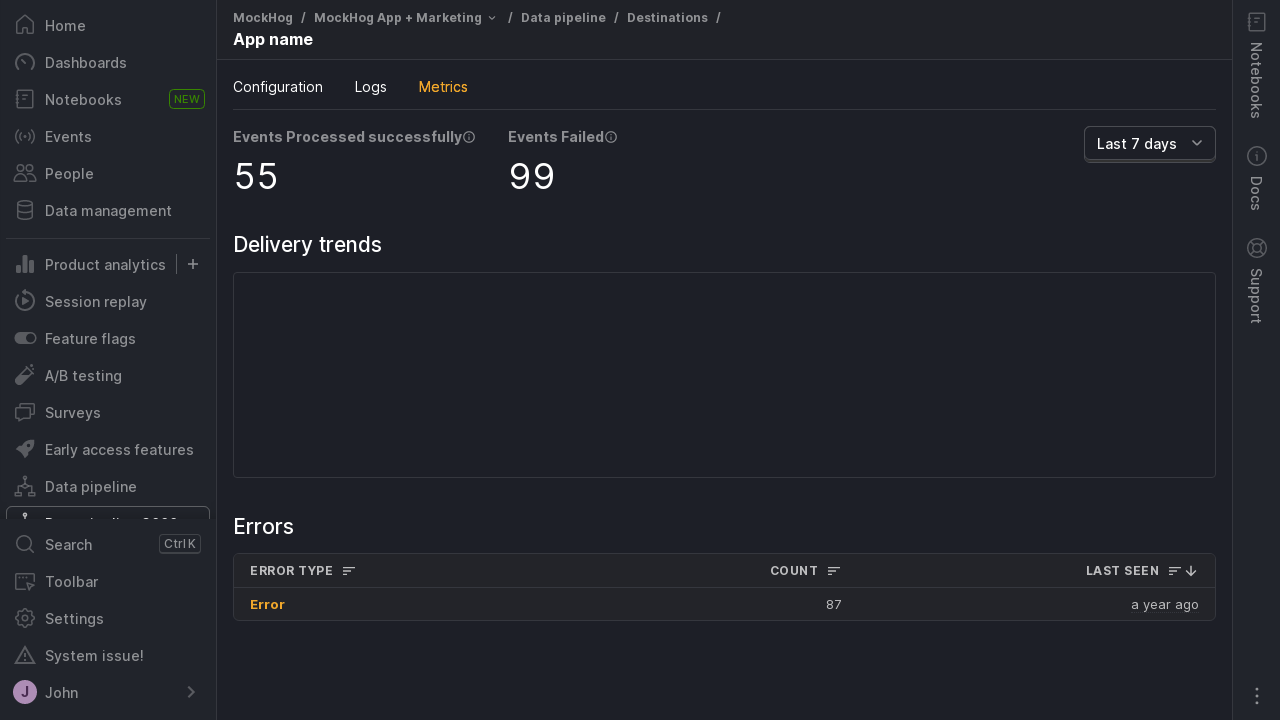 Home
Dashboards
Notebooks NEW
Events
People
Data management
Product analytics
Session replay
Feature flags
A/B testing
Surveys
Early access features
Data pipeline
Search Ctrl K
Toolbar
Settings
System issue!
J John
MockHog / MockHog App + Marketing / Data pipeline / Destinations /
App name
Configuration Logs Metrics
Events Processed successfully Events Failed
55 99
Last 7 days
Delivery trends
Errors
ERROR TYPE COUNT LAST SEEN
Error 87 a year ago
Notebooks
Docs
Support